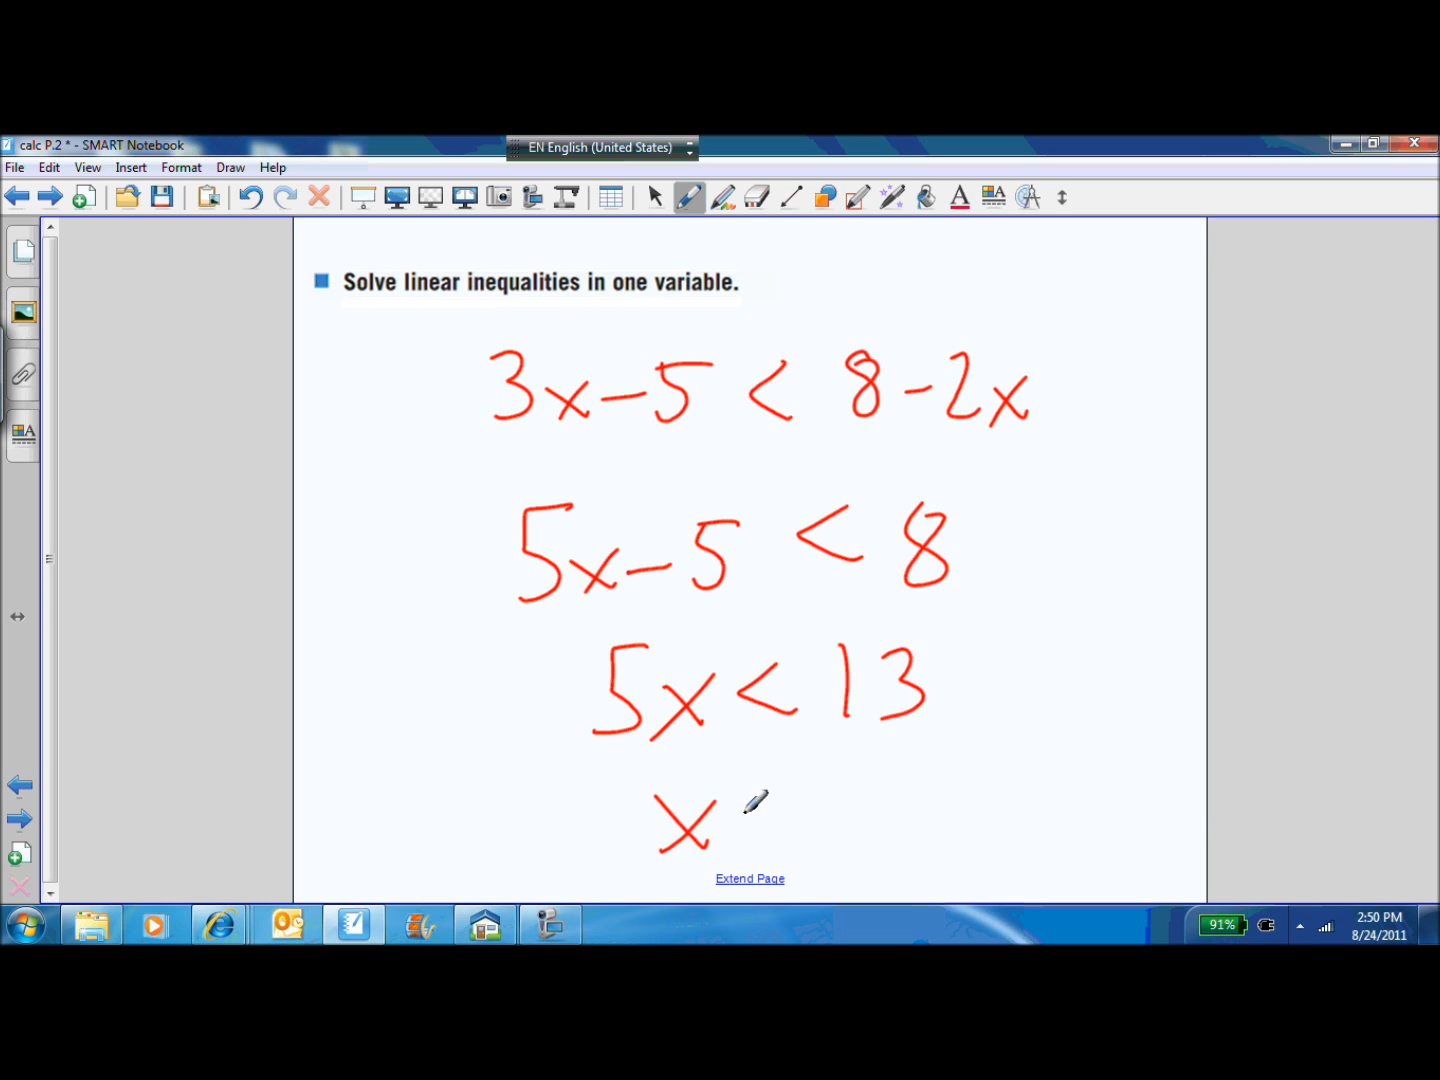 calc P.2 * - SMART Notebook
EN English (United States)
File Edit View Insert Format Draw Help
Solve linear inequalities in one variable.
3x-5 < 8-2x
5x-5 < 8
5x < 13
x
Extend Page
91%
2:50 PM
8/24/2011